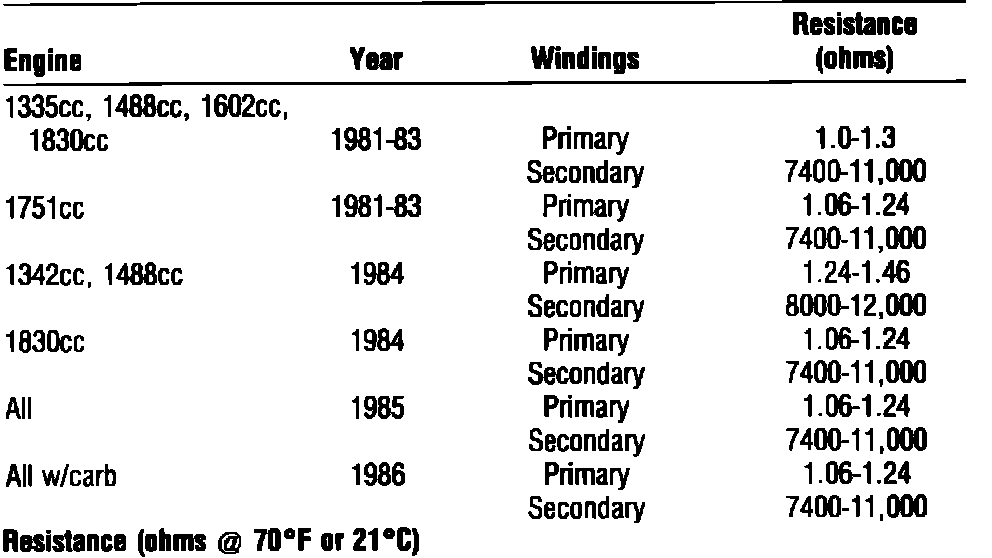 Resistance
Engine Year Windings (ohms)
1335cc, 1488cc, 1602cc,
1830cc 1981-83 Primary 1.0-1.3
Secondary 7400-11,000
1751cc 1981-83 Primary 1.06-1.24
Secondary 7400-11,000
1342cc, 1488cc 1984 Primary 1.24-1.46
Secondary 8000-12,000
1830cc 1984 Primary 1.06-1.24
Secondary 7400-11,000
All 1985 Primary 1.06-1.24
Secondary 7400-11,000
All w/carb 1986 Primary 1.06-1.24
Secondary 7400-11,000
Resistance (ohms @ 70°F or 21°C)